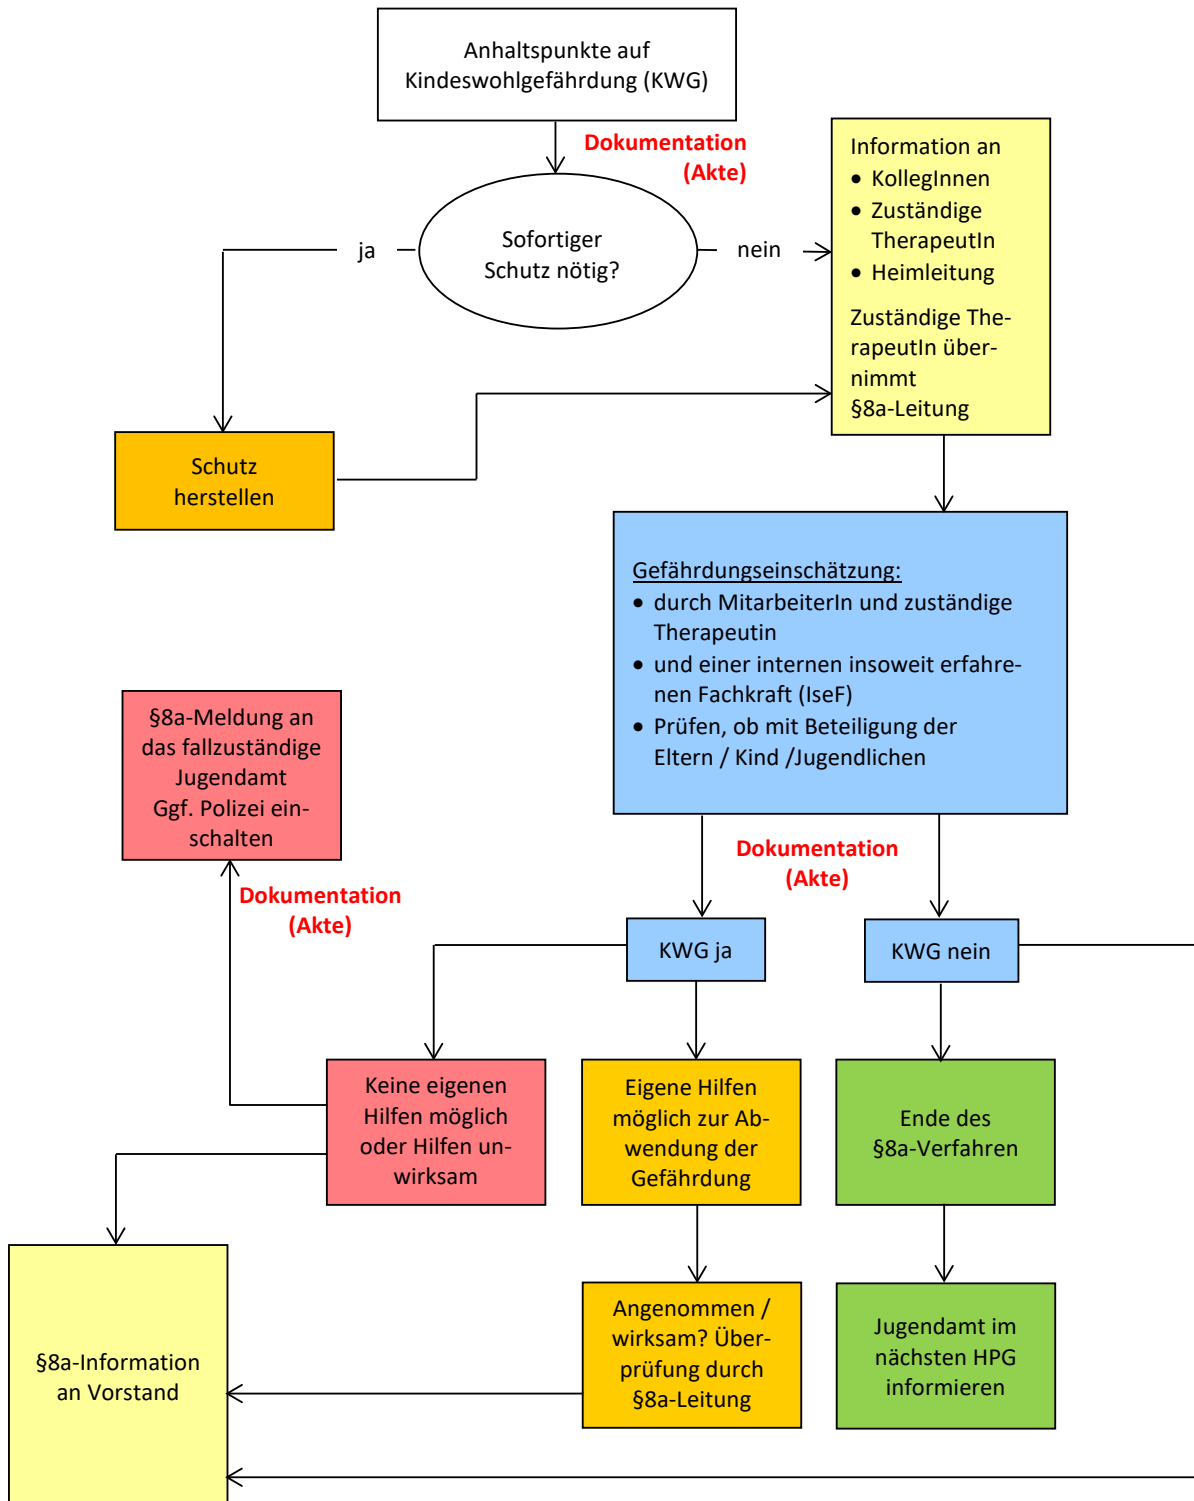 Anhaltspunkte auf
Kindeswohlgefährdung (KWG)
Dokumentation
(Akte)
Sofortiger
Schutz nötig?
ja
nein
Information an
• KollegInnen
• Zuständige
TherapeutIn
• Heimleitung
Zuständige The-
rapeutIn über-
nimmt
§8a-Leitung
Schutz
herstellen
Gefährdungseinschätzung:
• durch MitarbeiterIn und zuständige
Therapeutin
• und einer internen insoweit erfahre-
nen Fachkraft (IseF)
• Prüfen, ob mit Beteiligung der
Eltern / Kind /Jugendlichen
§8a-Meldung an
das fallzuständige
Jugendamt
Ggf. Polizei ein-
schalten
Dokumentation
(Akte)
Dokumentation
(Akte)
KWG ja
KWG nein
Keine eigenen
Hilfen möglich
oder Hilfen un-
wirksam
Eigene Hilfen
möglich zur Ab-
wendung der
Gefährdung
Ende des
§8a-Verfahren
§8a-Information
an Vorstand
Angenommen /
wirksam? Über-
prüfung durch
§8a-Leitung
Jugendamt im
nächsten HPG
informieren